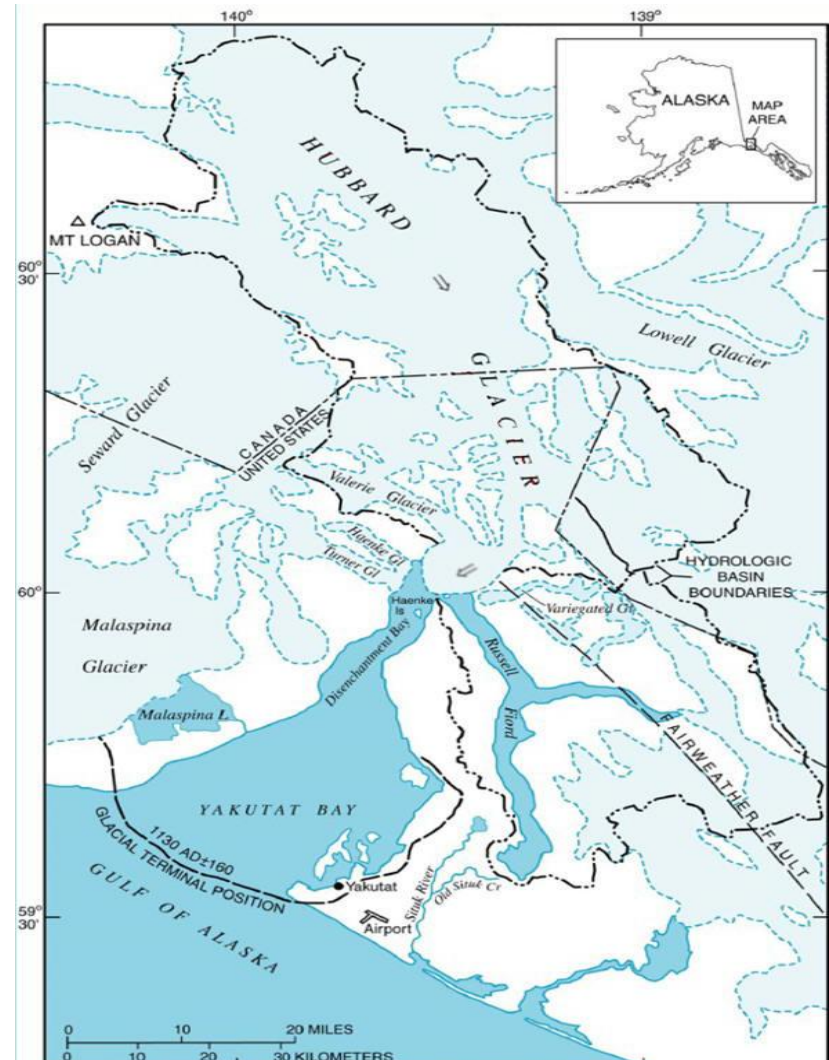 140°
139°
ALASKA
MAP
AREA
HUBBARD
MT LOGAN
60°
30'
Lowell Glacier
GLACIER
Seward Glacier
CANADA
UNITED STATES
Valerie Glacier
Haenke Gl
Turner Gl
HYDROLOGIC
BASIN
BOUNDARIES
60°
Haenke
Is
Variegated Gl
Malaspina
Glacier
Disenchantment Bay
Russell
Fiord
Malaspina L
FAIRWEATHER FAULT
YAKUTAT BAY
1130 AD±160
GLACIAL TERMINAL POSITION
Yakutat
Situk River
Old Situk Cr
59°
30'
Airport
GULF OF ALASKA
0 10 20 MILES
0 10 20 30 KILOMETERS